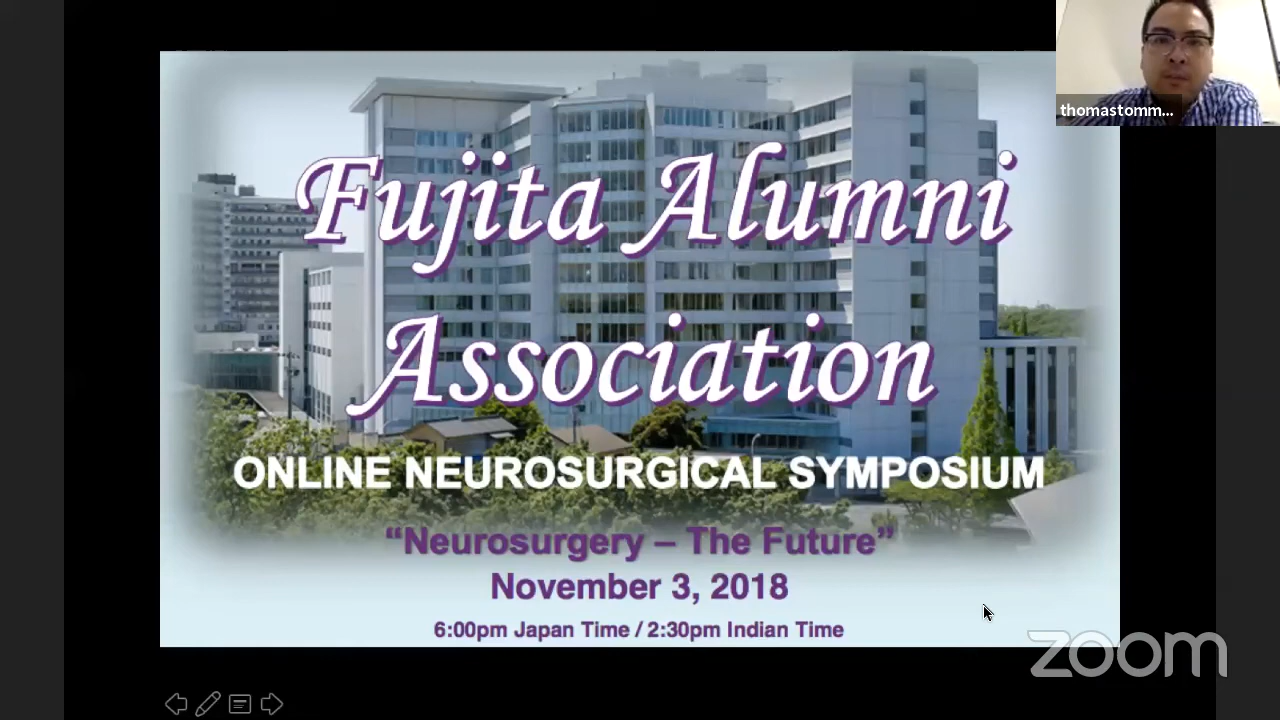 thomastomm...
Fujita Alumni
Association
ONLINE NEUROSURGICAL SYMPOSIUM
“Neurosurgery – The Future”
November 3, 2018
6:00pm Japan Time / 2:30pm Indian Time
zoom